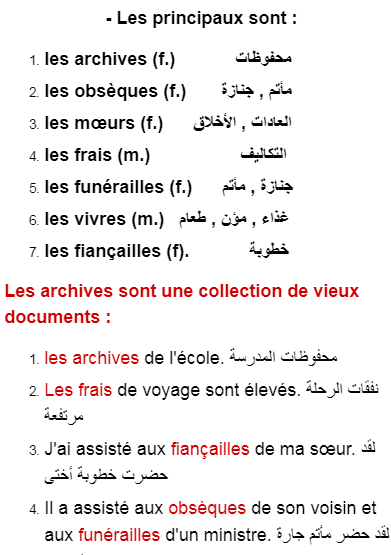 - Les principaux sont :
1. les archives (f.) محفوظات
2. les obsèques (f.) مأتم , جنازة
3. les mœurs (f.) العادات , الأخلاق
4. les frais (m.) التكاليف
5. les funérailles (f.) جنازة , مأتم
6. les vivres (m.) غذاء , مؤن , طعام
7. les fiançailles (f). خطوبة
Les archives sont une collection de vieux
documents :
1. les archives de l'école. محفوظات المدرسة
2. Les frais de voyage sont élevés. نفقات الرحلة
مرتفعة
3. J'ai assisté aux fiançailles de ma sœur. لقد
حضرت خطوبة أختى
4. Il a assisté aux obsèques de son voisin et
aux funérailles d'un ministre. لقد حضر مأتم جارة